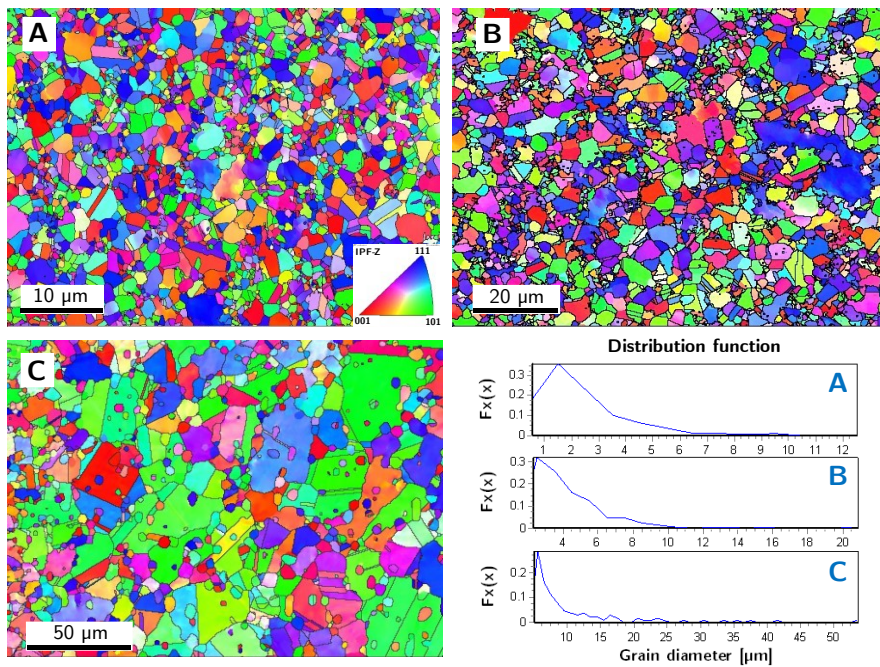 A
10 µm
IPF-Z
111
001
101
B
20 µm
C
50 µm
Distribution function
Fx(x)
0.3
0.2
0.1
0
A
1 2 3 4 5 6 7 8 9 10 11 12
Fx(x)
0.3
0.2
0.1
0
B
4 6 8 10 12 14 16 18 20
Fx(x)
0.2
0.1
0
C
10 15 20 25 30 35 40 45 50
Grain diameter [µm]